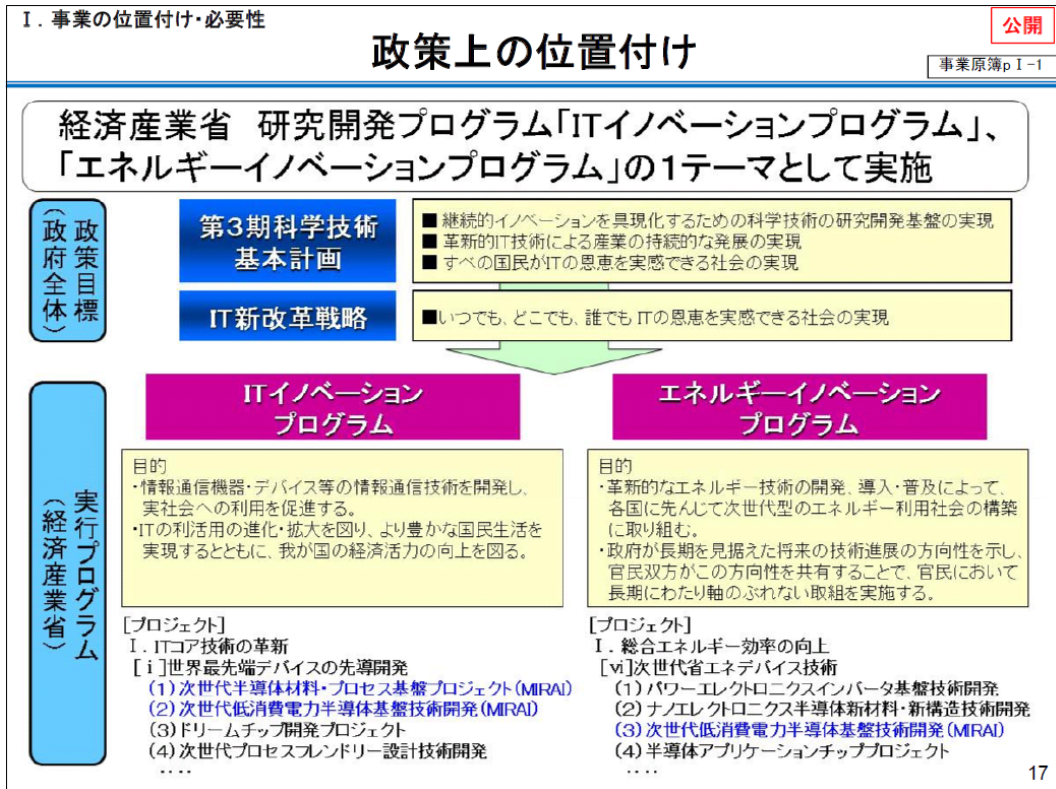 Ⅰ. 事業の位置付け・必要性
公開
政策上の位置付け
事業原簿pⅠ-1
経済産業省 研究開発プログラム「ITイノベーションプログラム」、
「エネルギーイノベーションプログラム」の1テーマとして実施
政策目標
(政府全体)
第3期科学技術
基本計画
■ 継続的イノベーションを具現化するための科学技術の研究開発基盤の実現
■ 革新的IT技術による産業の持続的な発展の実現
■ すべの国民がITの恩恵を実感できる社会の実現
IT新改革戦略
■いつでも、どこでも、誰でも ITの恩恵を実感できる社会の実現
実行プログラム
(経済産業省)
ITイノベーション
プログラム
目的
・情報通信機器・デバイス等の情報通信技術を開発し、
実社会への利用を促進する。
・ITの利活用の進化・拡大を図り、より豊かな国民生活を
実現するとともに、我が国の経済活力の向上を図る。
[プロジェクト]
Ⅰ. ITコア技術の革新
[ⅰ]世界最先端デバイスの先導開発
(1)次世代半導体材料・プロセス基盤プロジェクト(MIRAI)
(2)次世代低消費電力半導体基盤技術開発(MIRAI)
(3)ドリームチップ開発プロジェクト
(4)次世代プロセスフレンドリー設計技術開発
‥‥
エネルギーイノベーション
プログラム
目的
・革新的なエネルギー技術の開発、導入・普及によって、
各国に先んじて次世代型のエネルギー利用社会の構築
に取り組む。
・政府が長期を見据えた将来の技術進展の方向性を示し、
官民双方がこの方向性を共有することで、官民において
長期にわたり軸のぶれない取組を実施する。
[プロジェクト]
Ⅰ. 総合エネルギー効率の向上
[ⅵ]次世代省エネデバイス技術
(1)パワーエレクトロニクスインバータ基盤技術開発
(2)ナノエレクトロニクス半導体新材料・新構造技術開発
(3)次世代低消費電力半導体基盤技術開発(MIRAI)
(4)半導体アプリケーションチッププロジェクト
‥‥
17